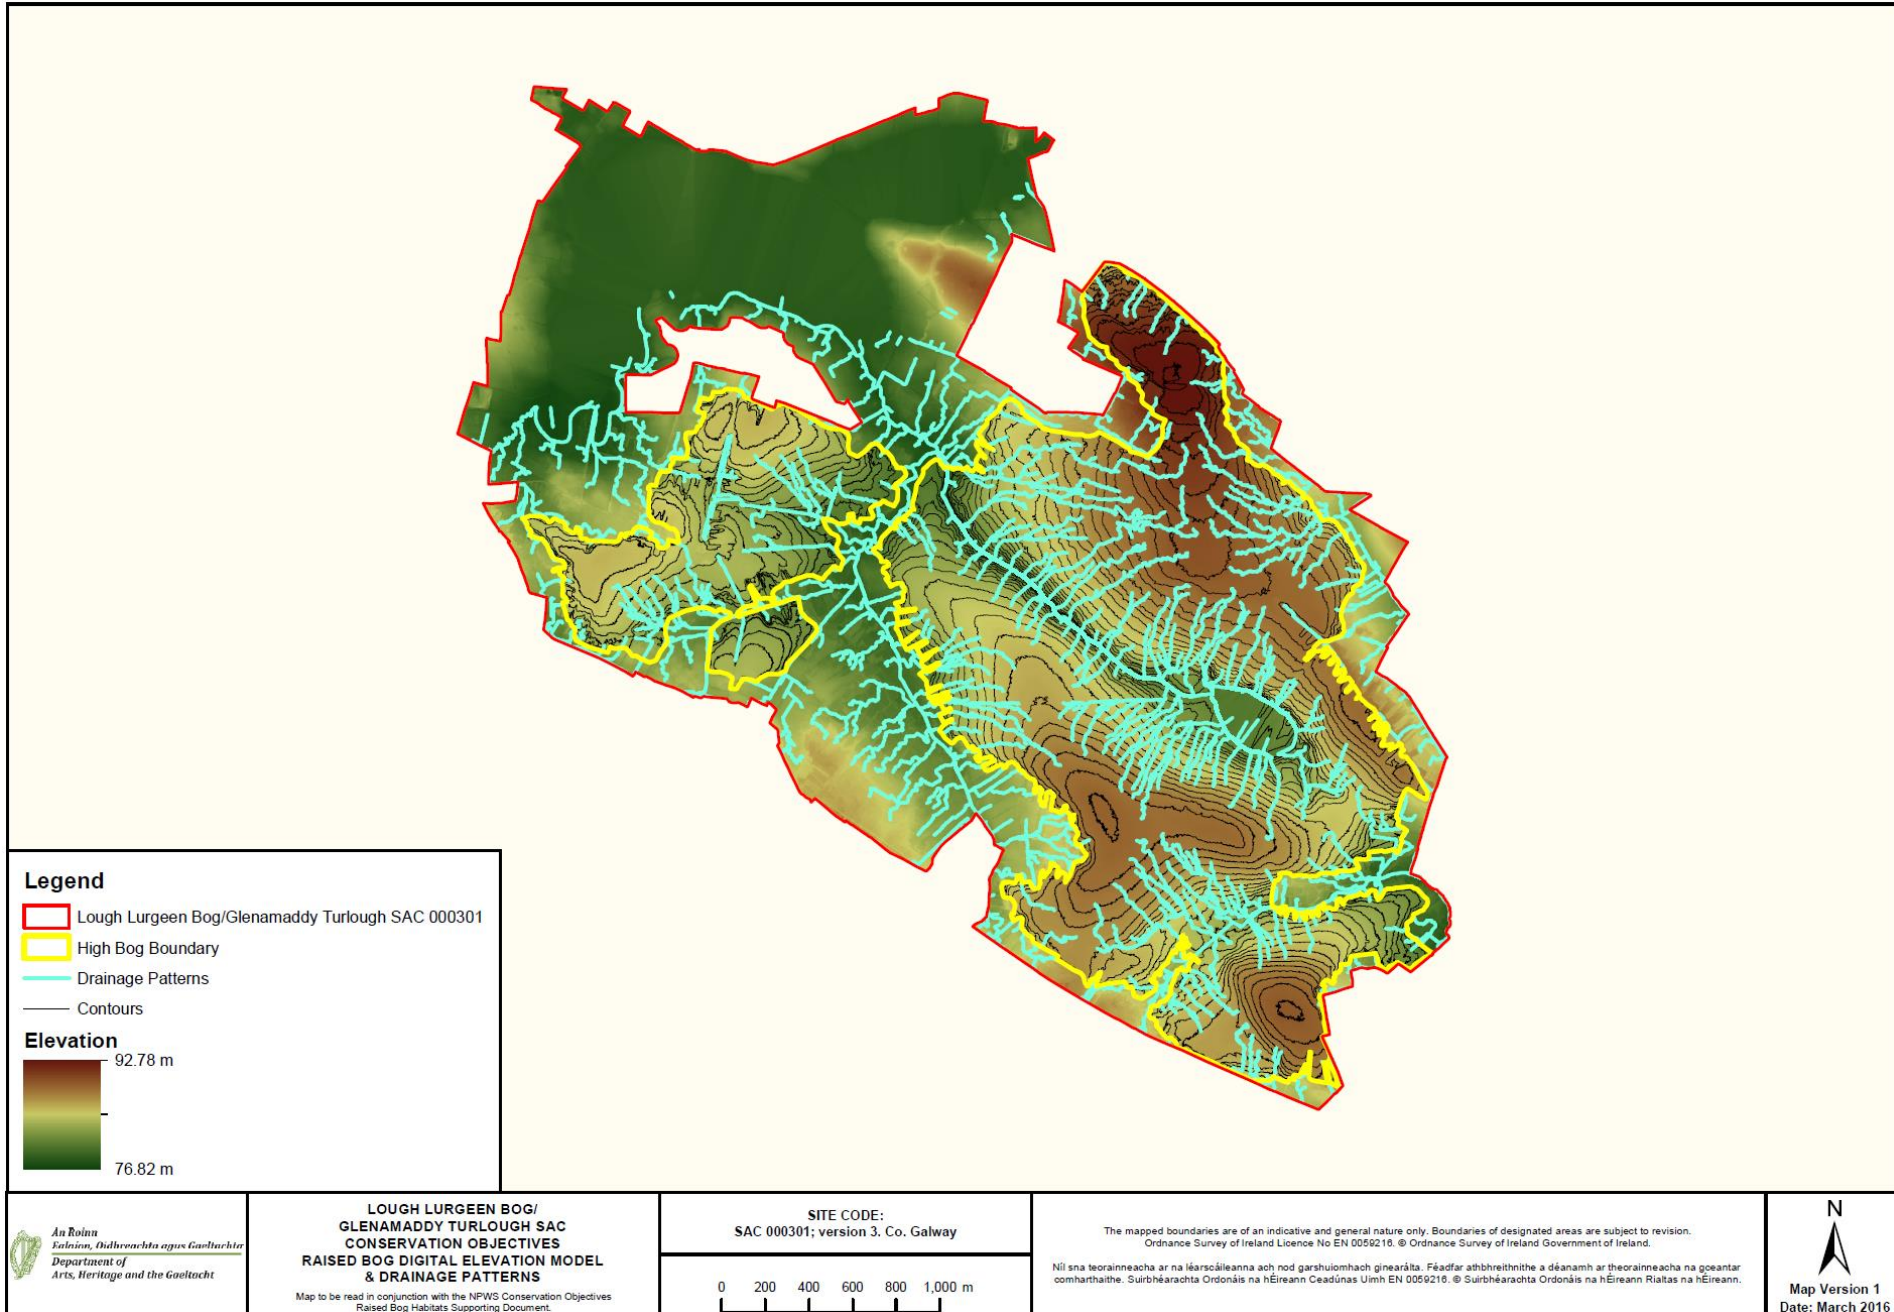 Legend
Lough Lurgeen Bog/Glenamaddy Turlough SAC 000301
High Bog Boundary
Drainage Patterns
Contours
Elevation
92.78 m
76.82 m
An Roinn
Ealaíon, Oidhreachta agus Gaeltachta
Department of
Arts, Heritage and the Gaeltacht
LOUGH LURGEEN BOG/
GLENAMADDY TURLOUGH SAC
CONSERVATION OBJECTIVES
RAISED BOG DIGITAL ELEVATION MODEL
& DRAINAGE PATTERNS
Map to be read in conjunction with the NPWS Conservation Objectives
Raised Bog Habitats Supporting Document.
SITE CODE:
SAC 000301; version 3. Co. Galway
0 200 400 600 800 1,000 m
The mapped boundaries are of an indicative and general nature only. Boundaries of designated areas are subject to revision.
Ordnance Survey of Ireland Licence No EN 0059216. © Ordnance Survey of Ireland Government of Ireland.
Níl sna teorainneacha ar na léarscáileanna ach nod garshuíomhach ginearálta. Féadfar athbhreithnithe a déanamh ar theorainneacha na gceantar
comharthaithe. Suirbhéarachta Ordonáis na hÉireann Ceadúnas Uimh EN 0059216. © Suirbhéarachta Ordonáis na hÉireann Rialtas na hÉireann.
N
Map Version 1
Date: March 2016